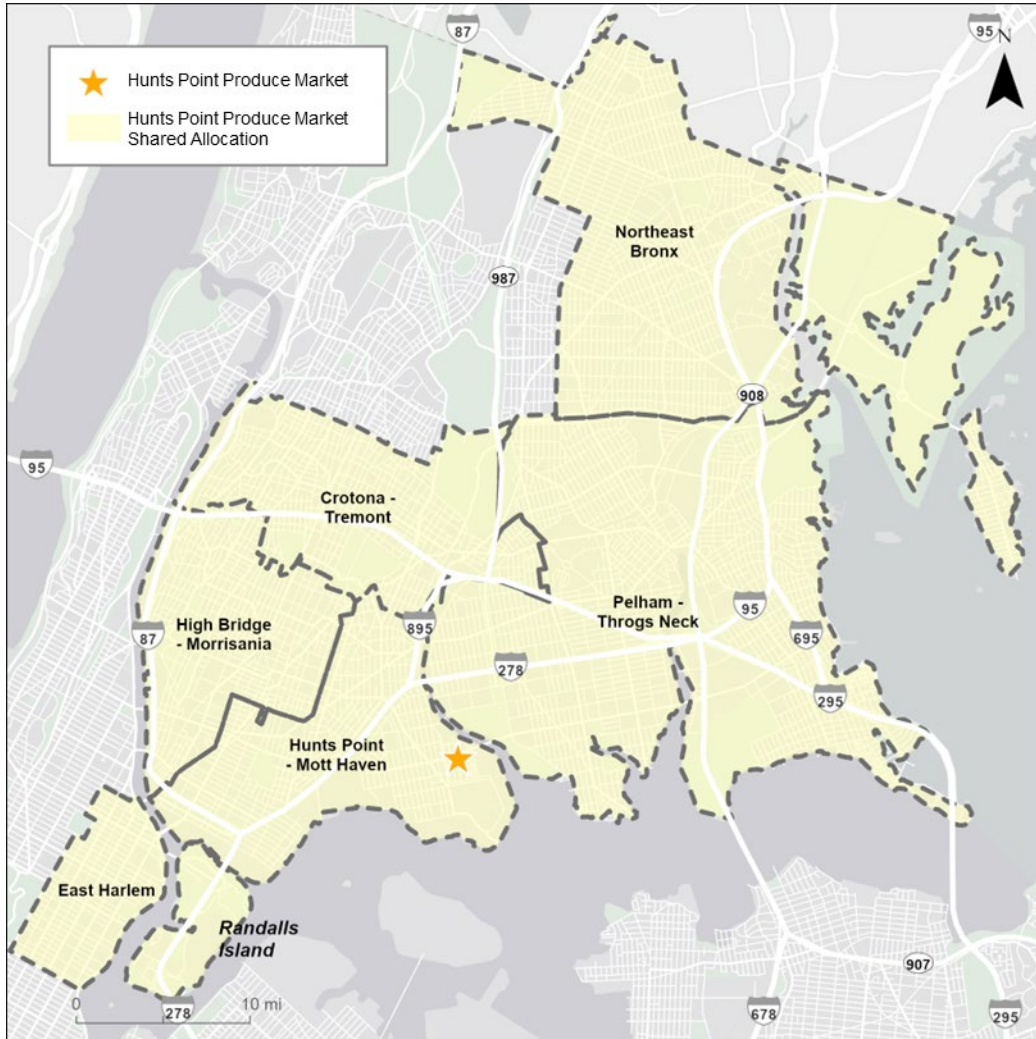 Hunts Point Produce Market
Hunts Point Produce Market
Shared Allocation
87
95
N
Northeast
Bronx
987
908
95
Crotona -
Tremont
High Bridge
- Morrisania
87
895
Pelham -
Throgs Neck
95
695
278
295
Hunts Point
- Mott Haven
East Harlem
Randalls
Island
0
10 mi
278
907
678
295